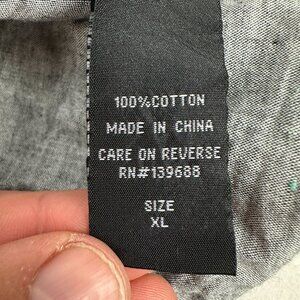 100%COTTON
MADE IN CHINA
CARE ON REVERSE
RN#139688
SIZE
XL